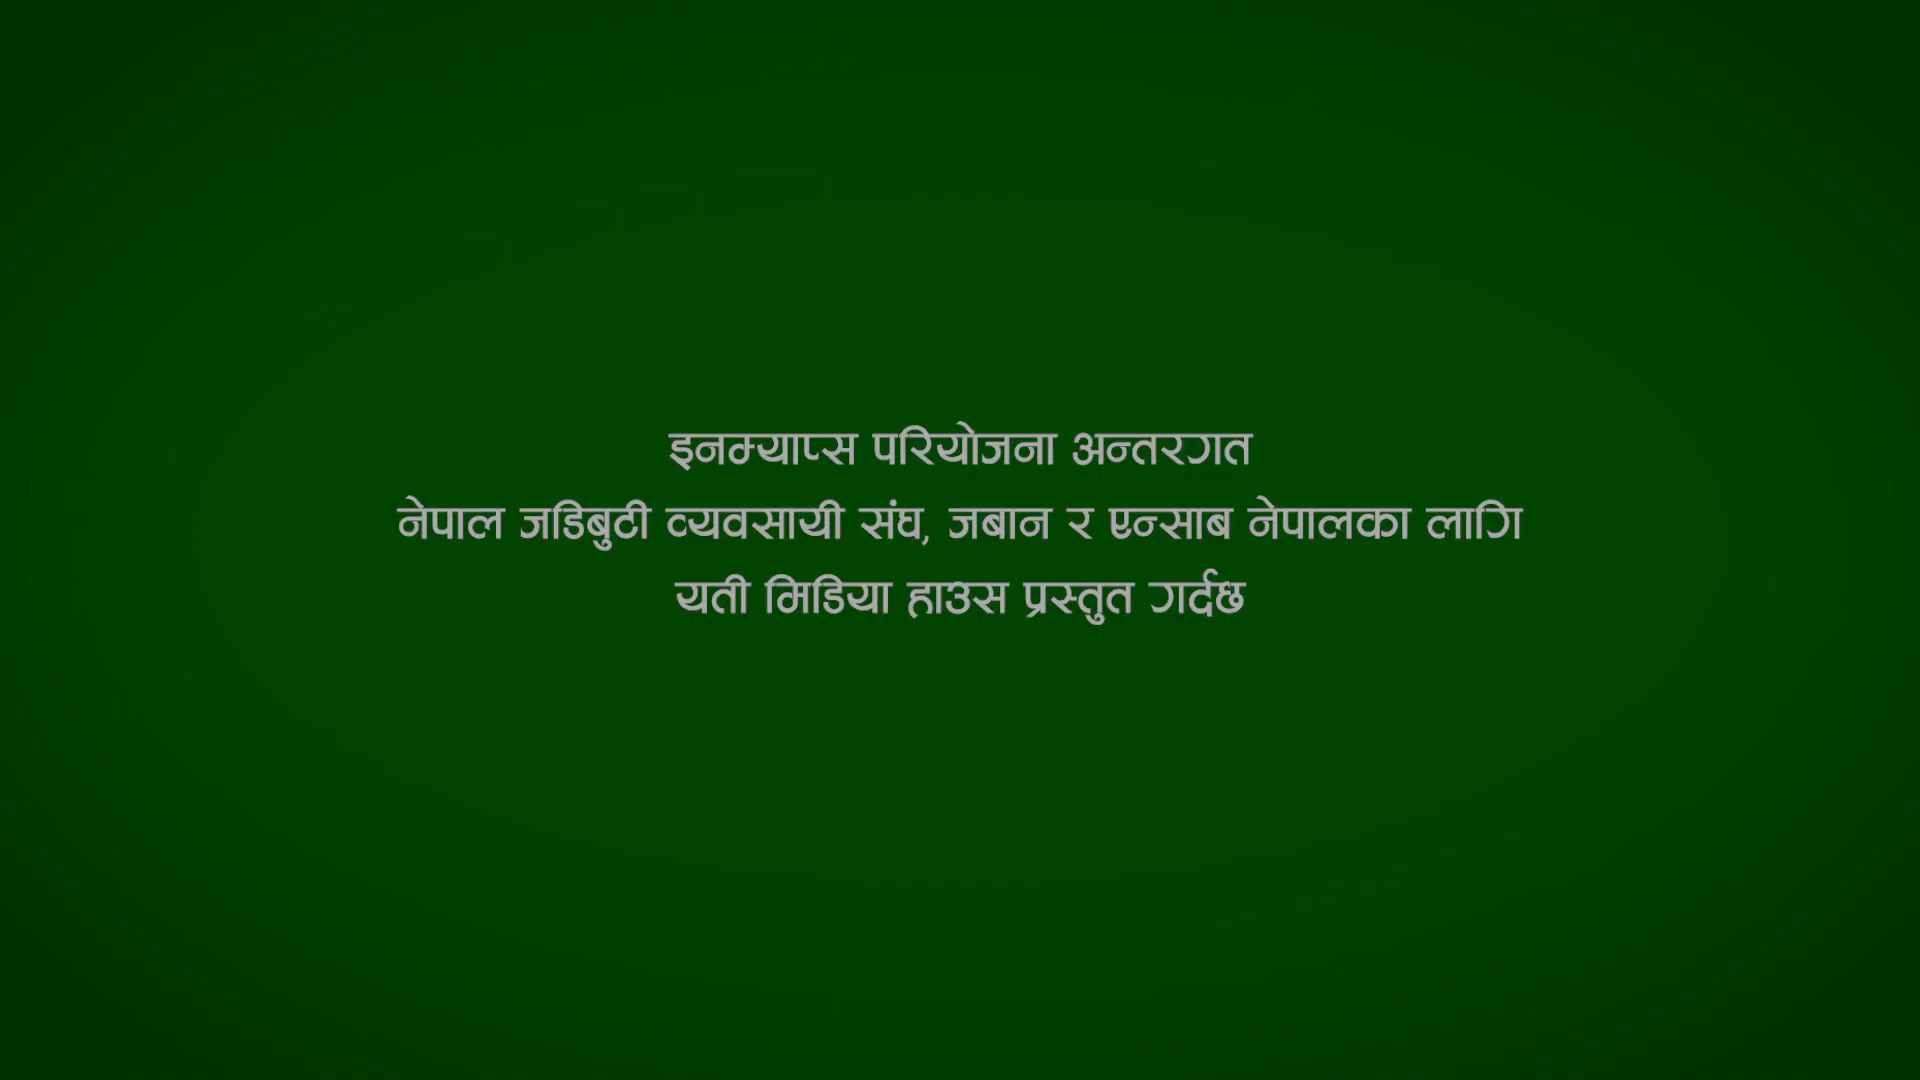 इनम्याप्स परियोजना अन्तरगत
नेपाल जडिबुटी व्यवसायी संघ, जबान र एन्साब नेपालका लागि
यती मिडिया हाउस प्रस्तुत गर्दछ